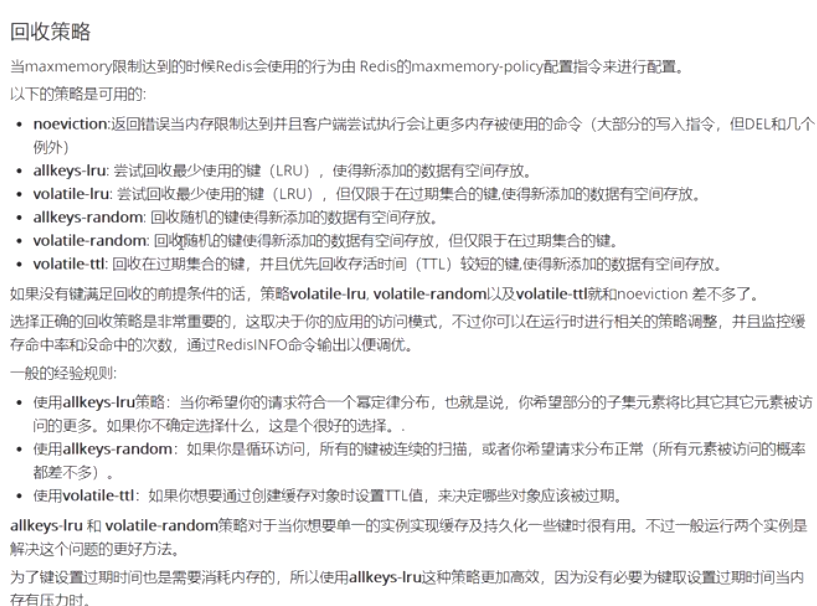 回收策略
当maxmemory限制达到的时候Redis会使用的行为由 Redis的maxmemory-policy配置指令来进行配置。
以下的策略是可用的:
• noeviction:返回错误当内存限制达到并且客户端尝试执行会让更多内存被使用的命令（大部分的写入指令，但DEL和几个
例外）
• allkeys-lru: 尝试回收最少使用的键（LRU），使得新添加的数据有空间存放。
• volatile-lru: 尝试回收最少使用的键（LRU），但仅限于在过期集合的键,使得新添加的数据有空间存放。
• allkeys-random: 回收随机的键使得新添加的数据有空间存放。
• volatile-random: 回收随机的键使得新添加的数据有空间存放，但仅限于在过期集合的键。
• volatile-ttl: 回收在过期集合的键，并且优先回收存活时间（TTL）较短的键,使得新添加的数据有空间存放。
如果没有键满足回收的前提条件的话，策略volatile-lru, volatile-random以及volatile-ttl就和noeviction 差不多了。
选择正确的回收策略是非常重要的，这取决于你的应用的访问模式，不过你可以在运行时进行相关的策略调整，并且监控缓
存命中率和没命中的次数，通过RedisINFO命令输出以便调优。
一般的经验规则:
• 使用allkeys-lru策略：当你希望你的请求符合一个幂定律分布，也就是说，你希望部分的子集元素将比其它其它元素被访
问的更多。如果你不确定选择什么，这是个很好的选择。.
• 使用allkeys-random：如果你是循环访问，所有的键被连续的扫描，或者你希望请求分布正常（所有元素被访问的概率
都差不多）。
• 使用volatile-ttl：如果你想要通过创建缓存对象时设置TTL值，来决定哪些对象应该被过期。
allkeys-lru 和 volatile-random策略对于当你想要单一的实例实现缓存及持久化一些键时很有用。不过一般运行两个实例是
解决这个问题的更好方法。
为了键设置过期时间也是需要消耗内存的，所以使用allkeys-lru这种策略更加高效，因为没有必要为键取设置过期时间当内
存有压力时。